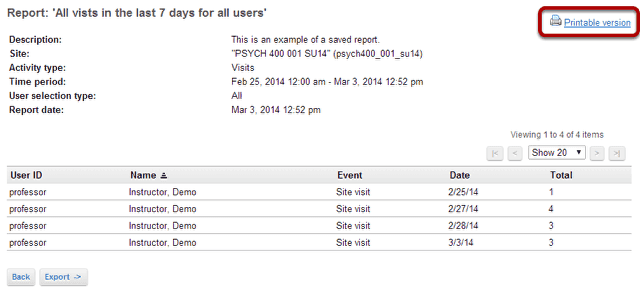 Report: 'All vists in the last 7 days for all users'
Printable version
Description: This is an example of a saved report.
Site: "PSYCH 400 001 SU14" (psych400_001_su14)
Activity type: Visits
Time period: Feb 25, 2014 12:00 am - Mar 3, 2014 12:52 pm
User selection type: All
Report date: Mar 3, 2014 12:52 pm
Viewing 1 to 4 of 4 items
|< < Show 20 > >|
User ID Name Event Date Total
professor Instructor, Demo Site visit 2/25/14 1
professor Instructor, Demo Site visit 2/27/14 4
professor Instructor, Demo Site visit 2/28/14 3
professor Instructor, Demo Site visit 3/3/14 3
Back Export ->